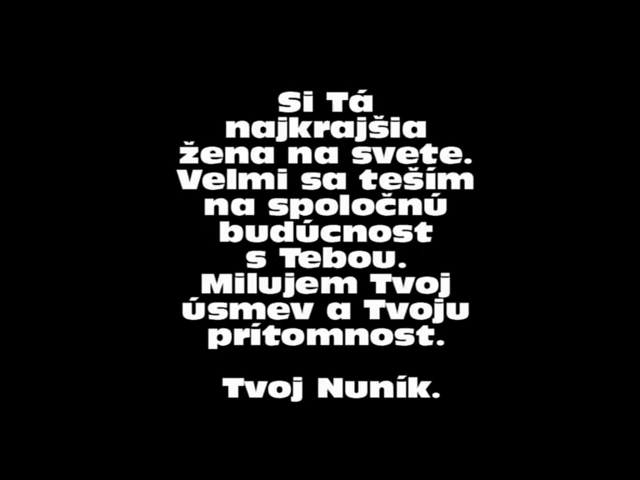 Si Tá
najkrajšia
žena na svete.
Velmi sa teším
na spoločnú
budúcnost
s Tebou.
Milujem Tvoj
úsmev a Tvoju
prítomnost.
Tvoj Nuník.